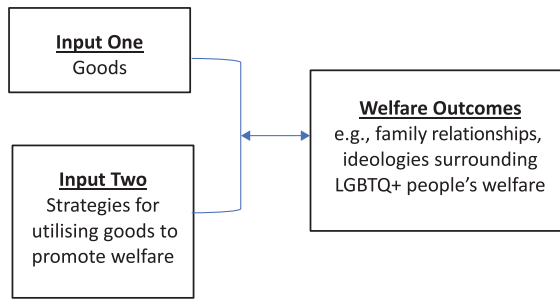 Input One
Goods
Input Two
Strategies for
utilising goods to
promote welfare
Welfare Outcomes
e.g., family relationships,
ideologies surrounding
LGBTQ+ people's welfare